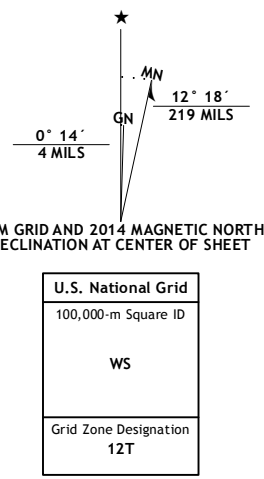 ★
MN
GN
12° 18´
219 MILS
0° 14´
4 MILS
M GRID AND 2014 MAGNETIC NORTH
ECLINATION AT CENTER OF SHEET
U.S. National Grid
100,000-m Square ID
WS
Grid Zone Designation
12T